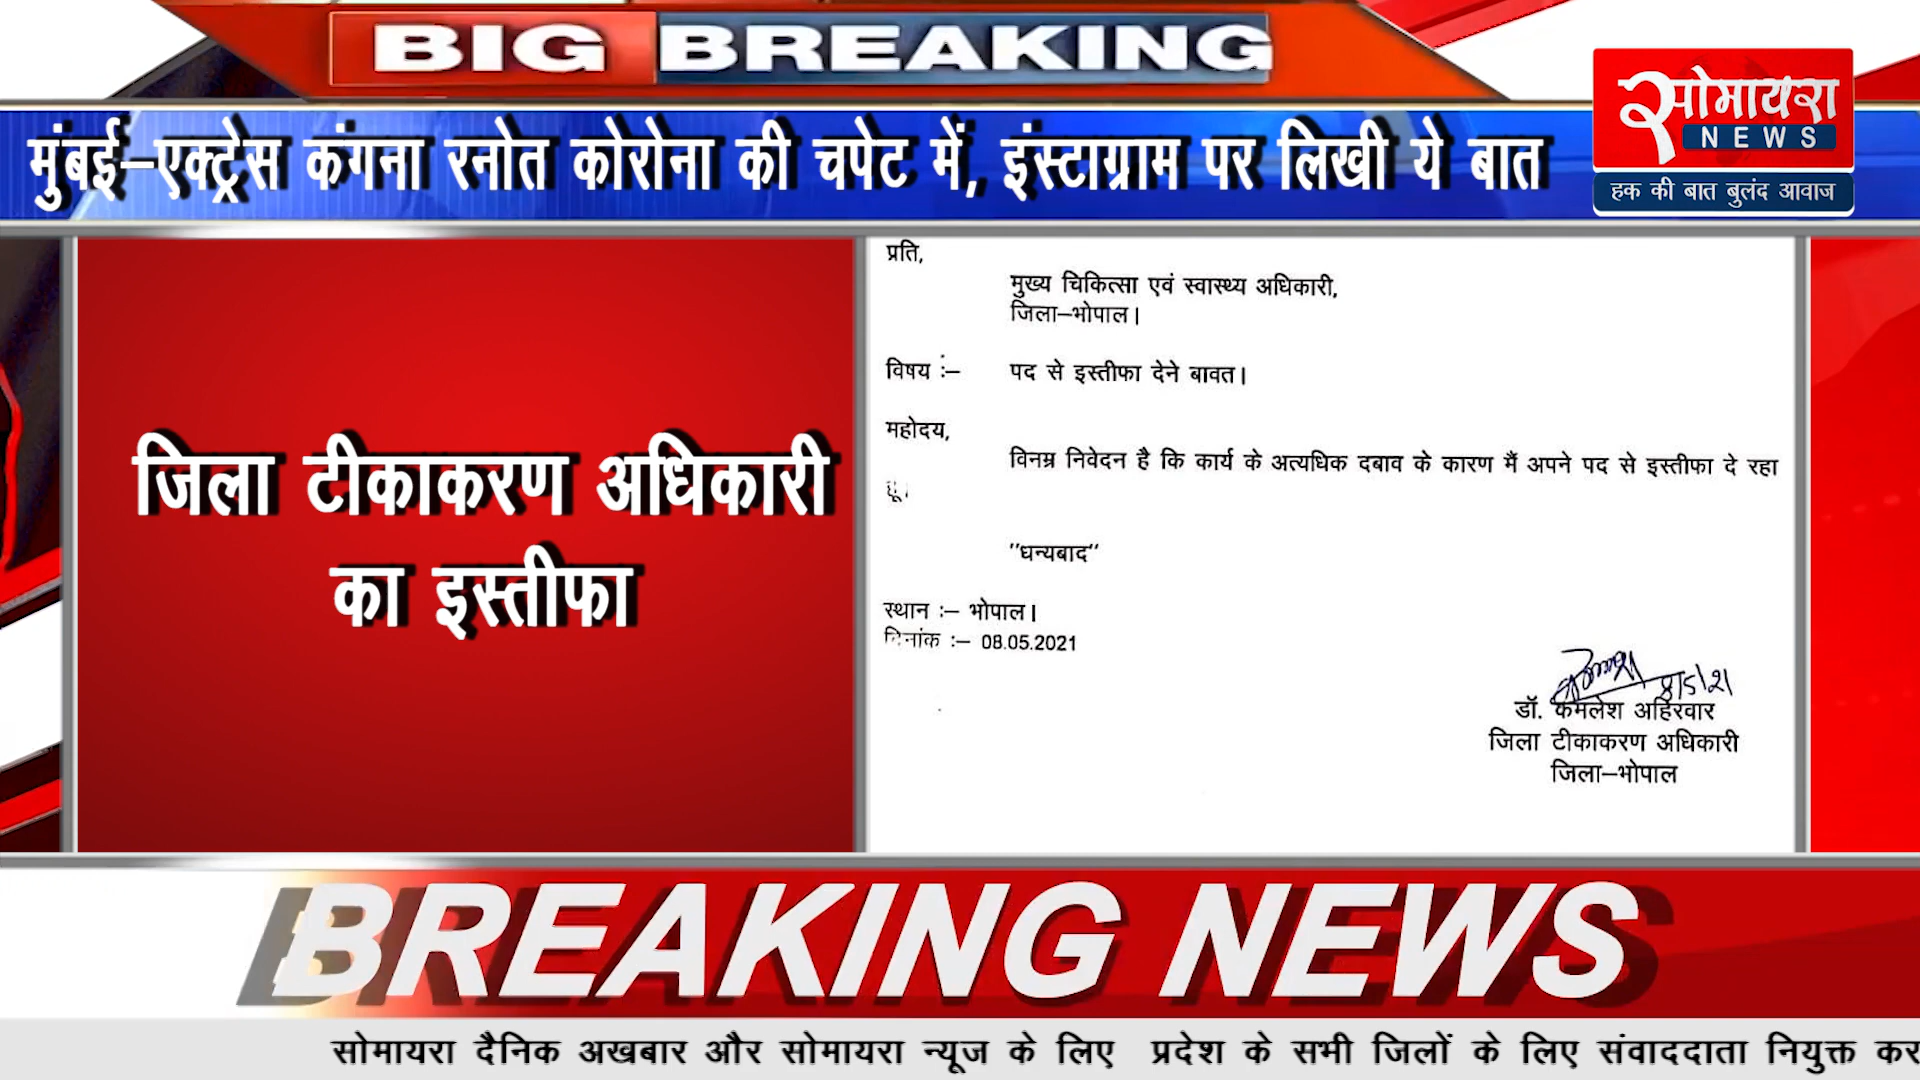 BIG BREAKING
मुंबई–एक्ट्रेस कंगना रनोत कोरोना की चपेट में, इंस्टाग्राम पर लिखी ये बात
सोमायरा
NEWS
हक की बात बुलंद आवाज
जिला टीकाकरण अधिकारी
का इस्तीफा
प्रति,
मुख्य चिकित्सा एवं स्वास्थ्य अधिकारी,
जिला–भोपाल।
विषय :– पद से इस्तीफा देने बावत।
महोदय,
विनम्र निवेदन है कि कार्य के अत्यधिक दबाव के कारण मैं अपने पद से इस्तीफा दे रहा
हूं।
"धन्यबाद"
स्थान :– भोपाल।
दिनांक :– 08.05.2021
डॉ. कमलेश अहिरवार
जिला टीकाकरण अधिकारी
जिला–भोपाल
BREAKING NEWS
सोमायरा दैनिक अखबार और सोमायरा न्यूज के लिए प्रदेश के सभी जिलों के लिए संवाददाता नियुक्त कर